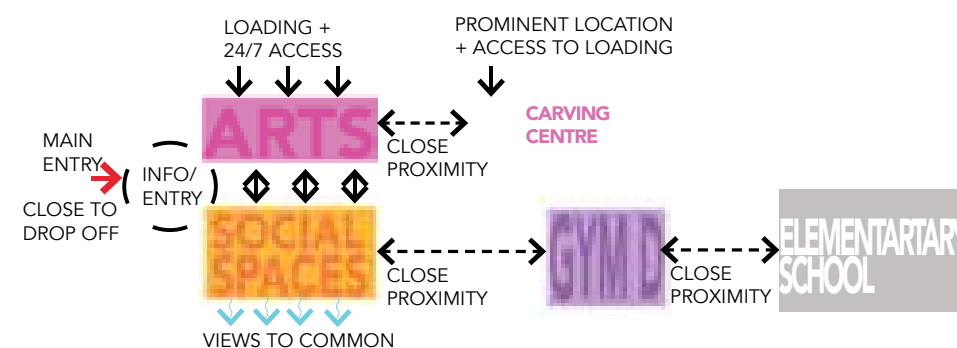 LOADING +
24/7 ACCESS
PROMINENT LOCATION
+ ACCESS TO LOADING
ARTS
CARVING
CENTRE
CLOSE
PROXIMITY
MAIN
ENTRY
INFO/
ENTRY
CLOSE TO
DROP OFF
SOCIAL
SPACES
CLOSE
PROXIMITY
GYM D
CLOSE
PROXIMITY
ELEMENTARTAR
SCHOOL
VIEWS TO COMMON